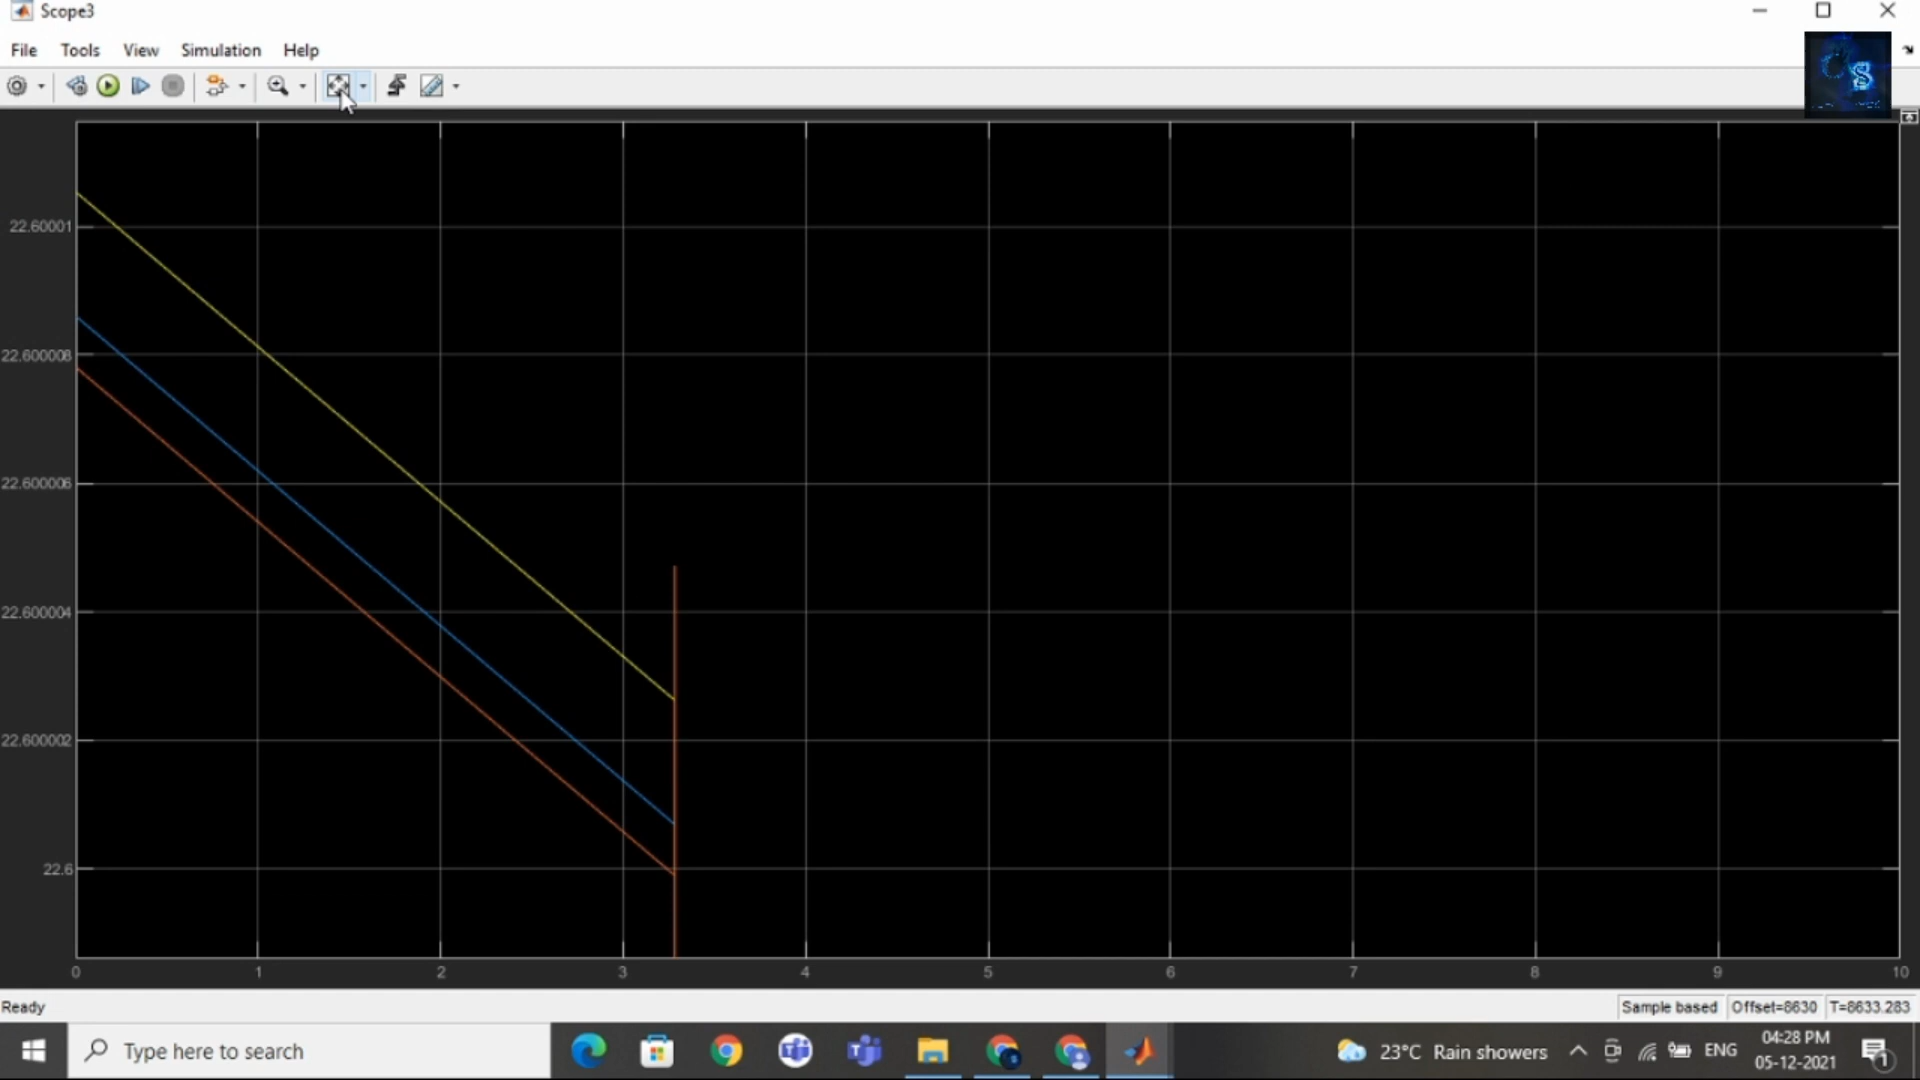 Scope3
File Tools View Simulation Help
22.60001
22.600008
22.600006
22.600004
22.600002
22.6
0 1 2 3 4 5 6 7 8 9 10
Ready
Sample based Offset=8630 T=8633.283
Type here to search
23°C Rain showers
ENG
04:28 PM
05-12-2021
1